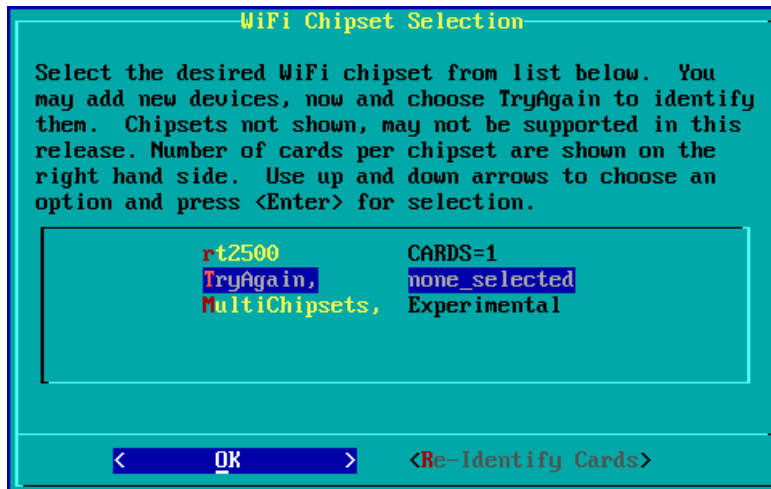 WiFi Chipset Selection
Select the desired WiFi chipset from list below.  You
may add new devices, now and choose TryAgain to identify
them.  Chipsets not shown, may not be supported in this
release. Number of cards per chipset are shown on the
right hand side.  Use up and down arrows to choose an
option and press <Enter> for selection.
rt2500 CARDS=1
TryAgain, none_selected
MultiChipsets, Experimental
< OK > <Re-Identify Cards>